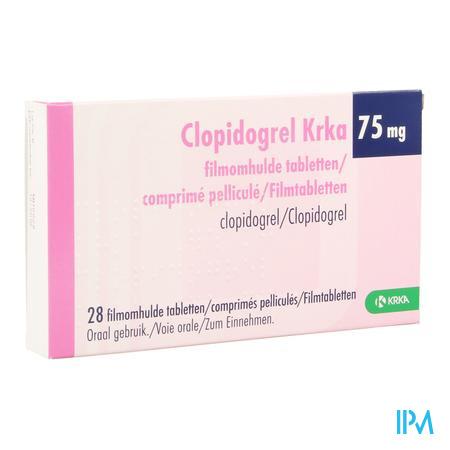 Clopidogrel Krka 75 mg
filmomhulde tabletten/
comprimé pelliculé/Filmtabletten
clopidogrel/Clopidogrel
KRKA
28 filmomhulde tabletten/comprimés pelliculés/Filmtabletten
Oraal gebruik./Voie orale/Zum Einnehmen.
IPM